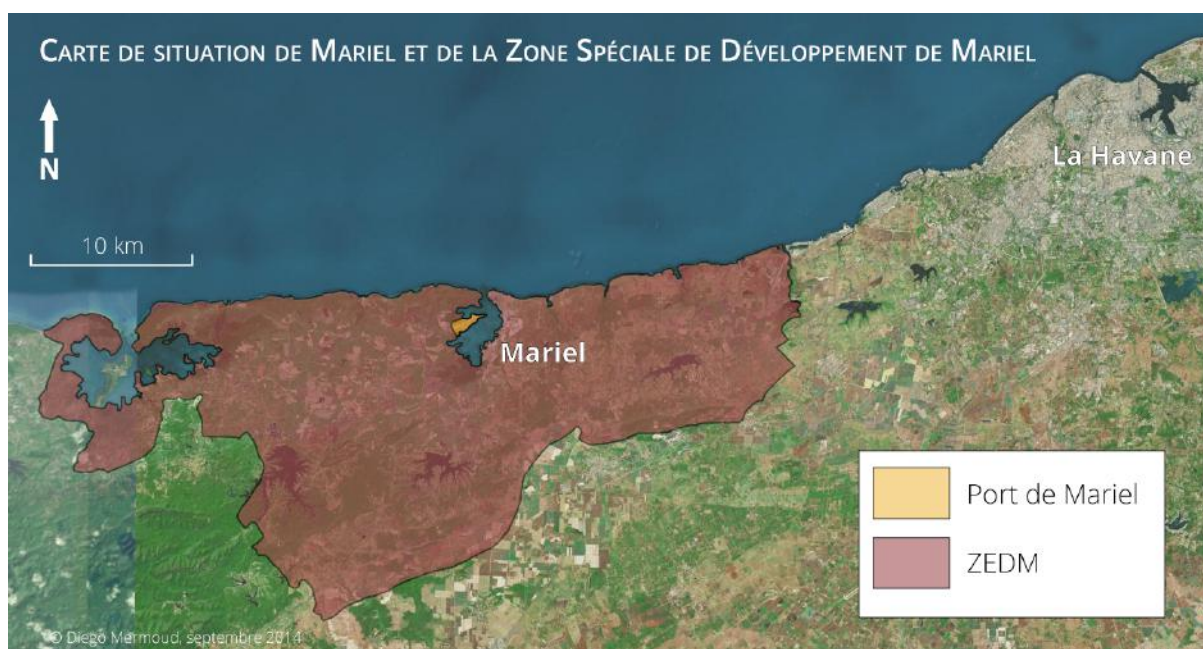 CARTE DE SITUATION DE MARIEL ET DE LA ZONE SPÉCIALE DE DÉVELOPPEMENT DE MARIEL
N
La Havane
10 km
Mariel
Port de Mariel
ZEDM
© Diego Mermoud, septembre 2014